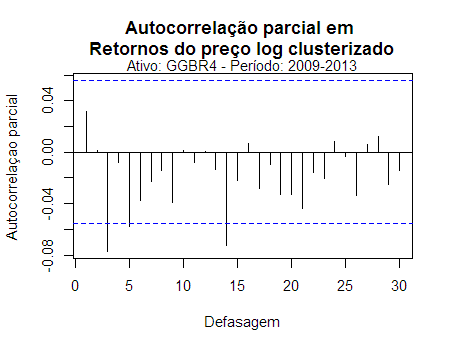 Autocorrelação parcial em
Retornos do preço log clusterizado
Ativo: GGBR4 - Período: 2009-2013
Autocorrelaçao parcial
0.04
0.00
-0.04
-0.08
0 5 10 15 20 25 30
Defasagem